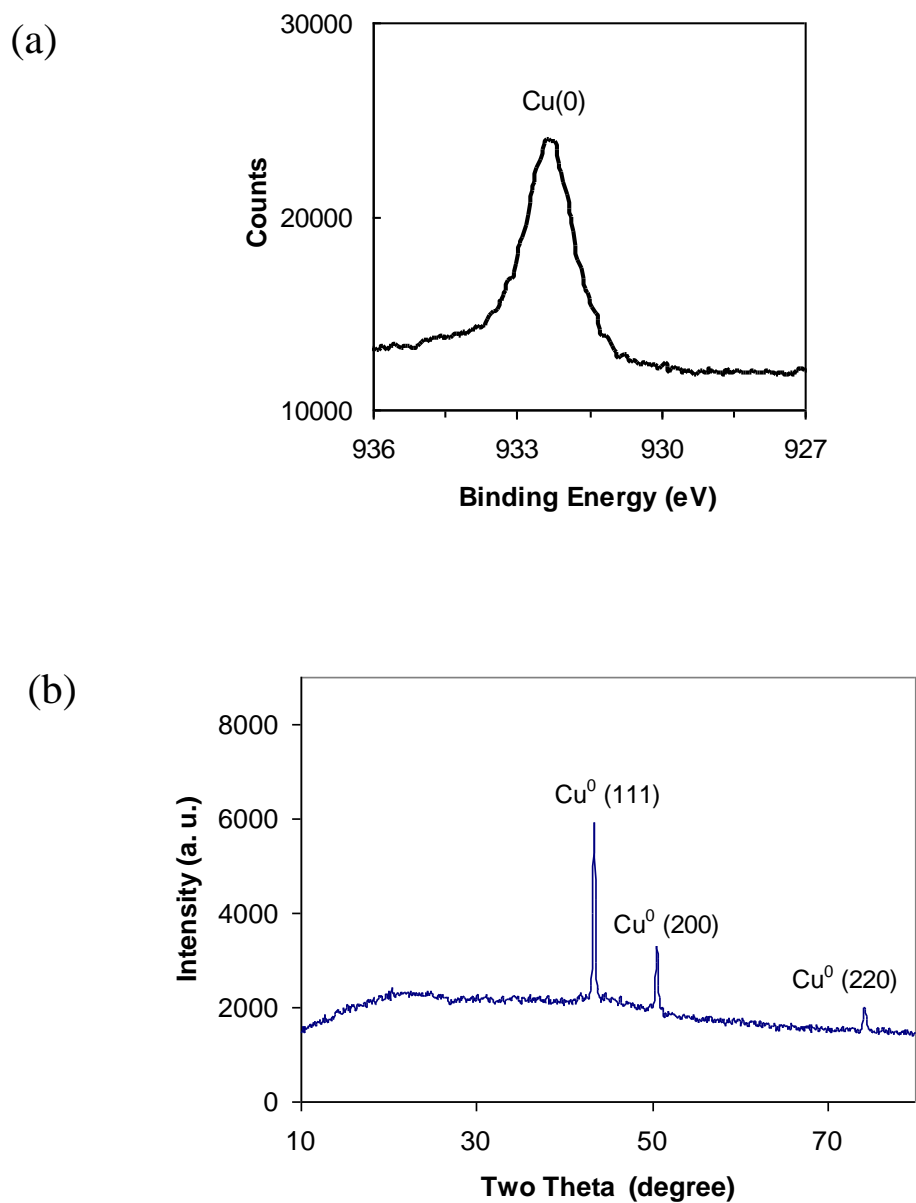 (a)
30000
20000
10000
Counts
Cu(0)
936 933 930 927
Binding Energy (eV)
(b)
8000
6000
4000
2000
0
Intensity (a. u.)
Cu⁰ (111)
Cu⁰ (200)
Cu⁰ (220)
10 30 50 70
Two Theta (degree)